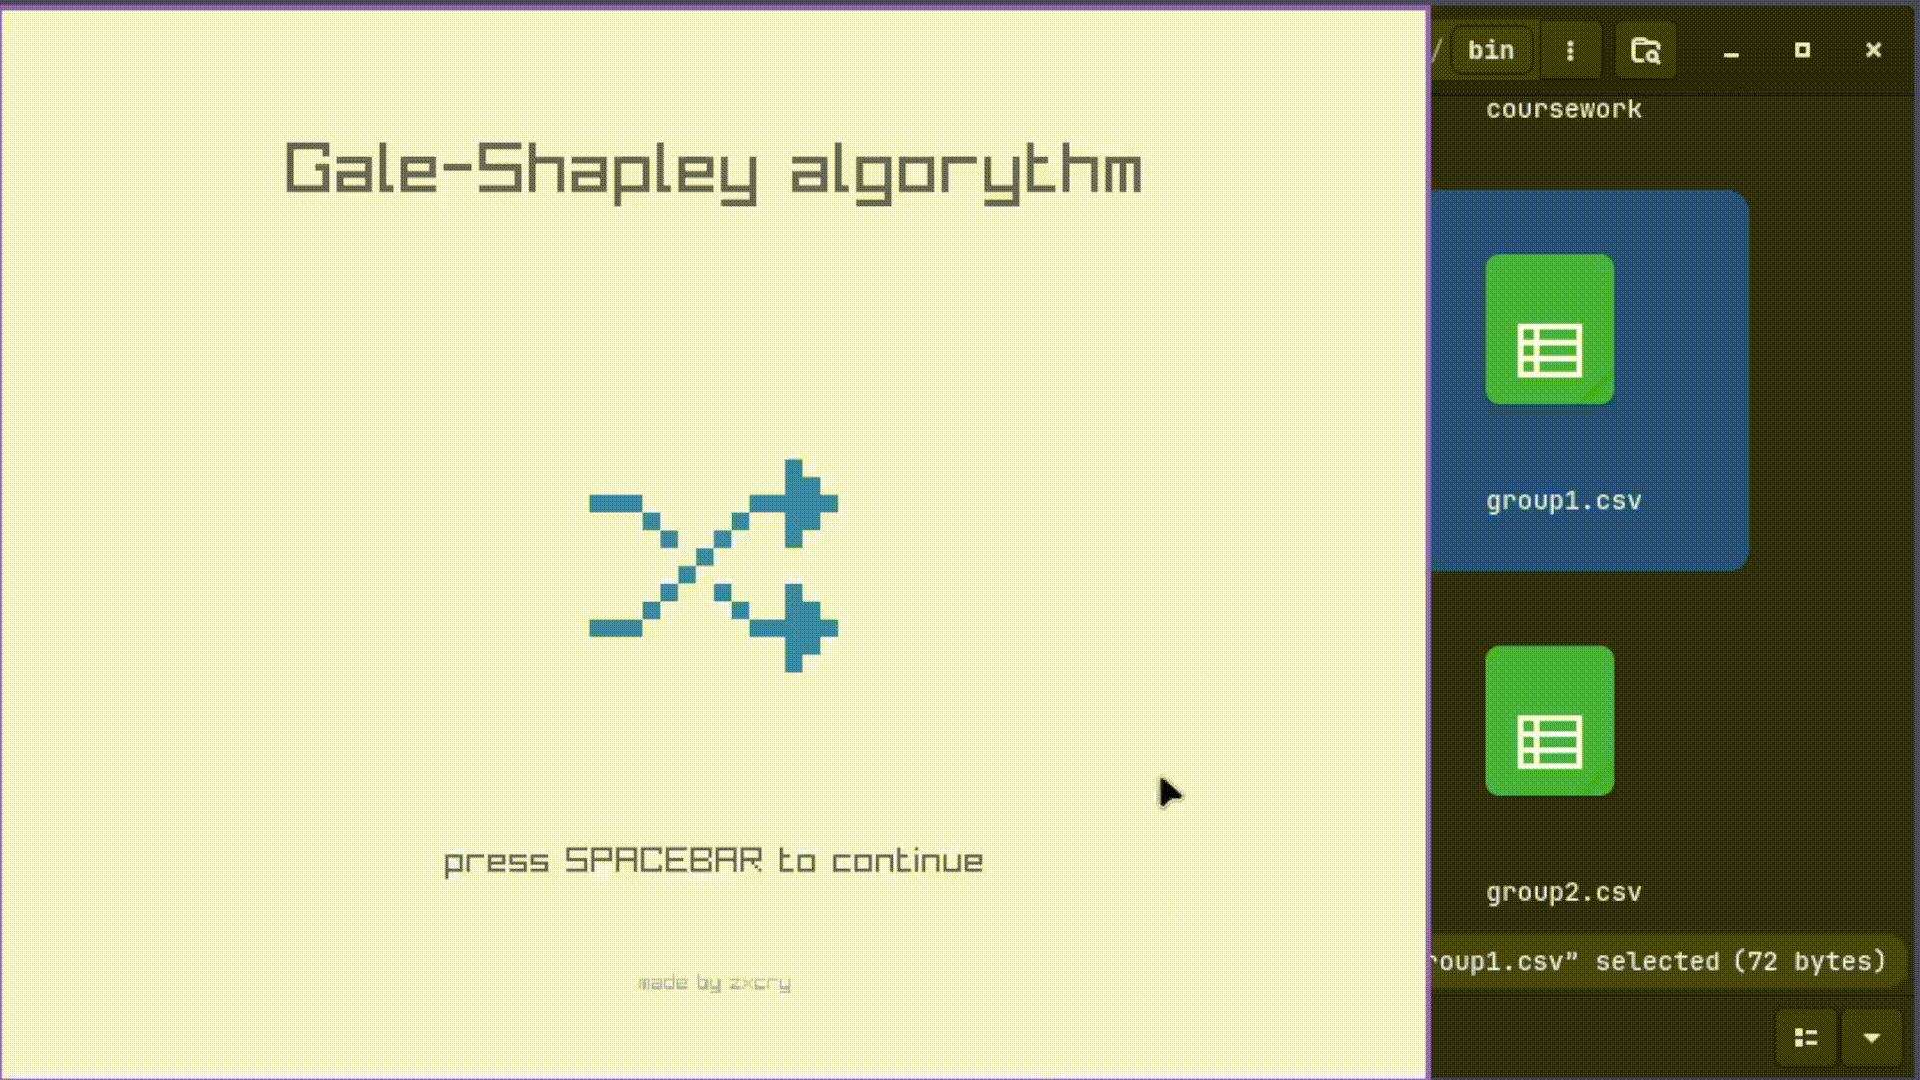 Gale-Shapley algorythm
press SPACEBAR to continue
made by zxcry
/ bin
coursework
group1.csv
group2.csv
roup1.csv" selected (72 bytes)